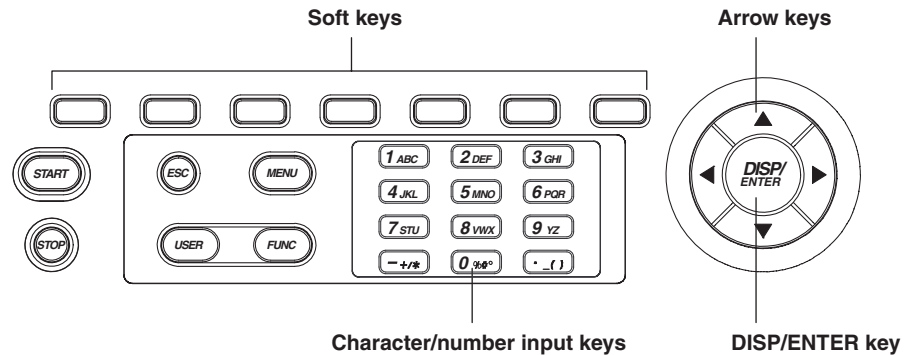 Soft keys
Arrow keys
START
STOP
ESC
MENU
USER
FUNC
1 ABC
2 DEF
3 GHI
4 JKL
5 MNO
6 PQR
7 STU
8 VWX
9 YZ
− +/*
0 %#°
· _( )
DISP/
ENTER
Character/number input keys
DISP/ENTER key